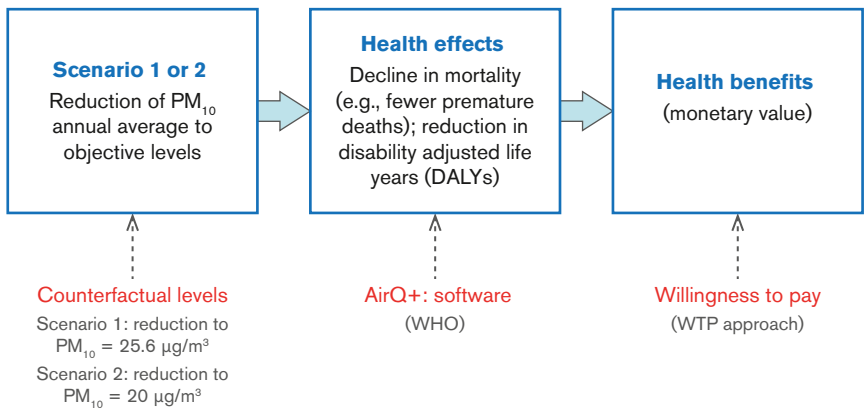 Scenario 1 or 2
Reduction of PM₁₀
annual average to
objective levels
Health effects
Decline in mortality
(e.g., fewer premature
deaths); reduction in
disability adjusted life
years (DALYs)
Health benefits
(monetary value)
Counterfactual levels
Scenario 1: reduction to
PM₁₀ = 25.6 µg/m³
Scenario 2: reduction to
PM₁₀ = 20 µg/m³
AirQ+: software
(WHO)
Willingness to pay
(WTP approach)